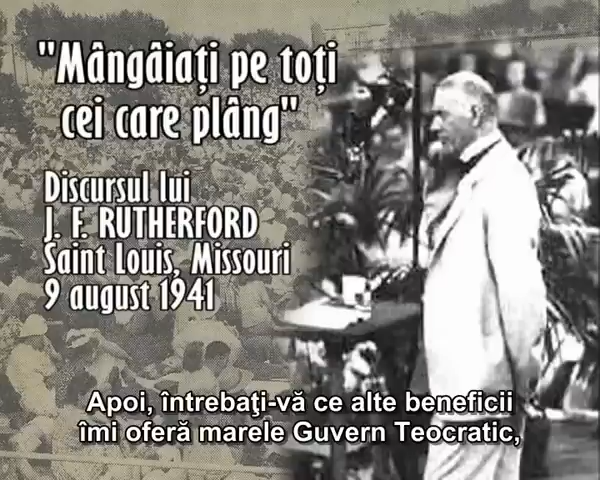 "Mângâiați pe toți
cei care plâng"
Discursul lui
J. F. RUTHERFORD
Saint Louis, Missouri
9 august 1941
Apoi, întrebaţi-vă ce alte beneficii
îmi oferă marele Guvern Teocratic,